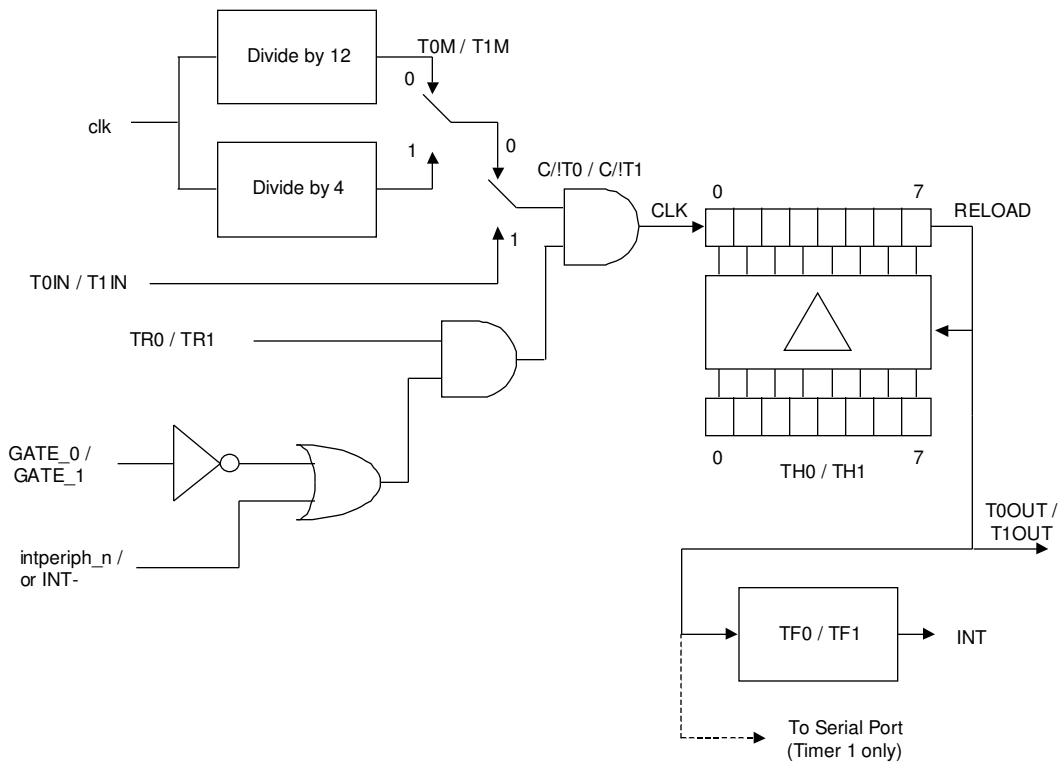 Divide by 12
T0M / T1M
0
clk
1
0
Divide by 4
C/!T0 / C/!T1
0
7
CLK
RELOAD
1
T0IN / T1IN
TR0 / TR1
GATE_0 /
GATE_1
0
7
TH0 / TH1
intperiph_n /
or INT-
T0OUT /
T1OUT
TF0 / TF1
INT
To Serial Port
(Timer 1 only)